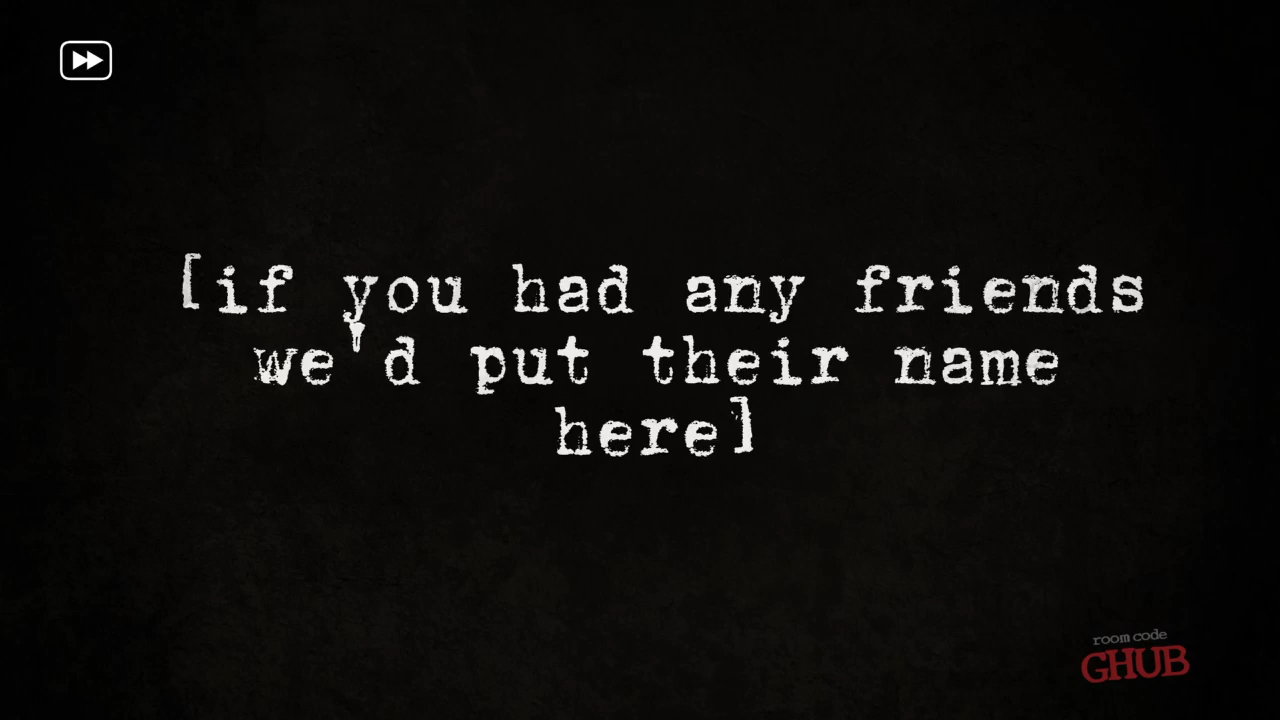 [if you had any friends
we'd put their name
here]
room code
GHUB